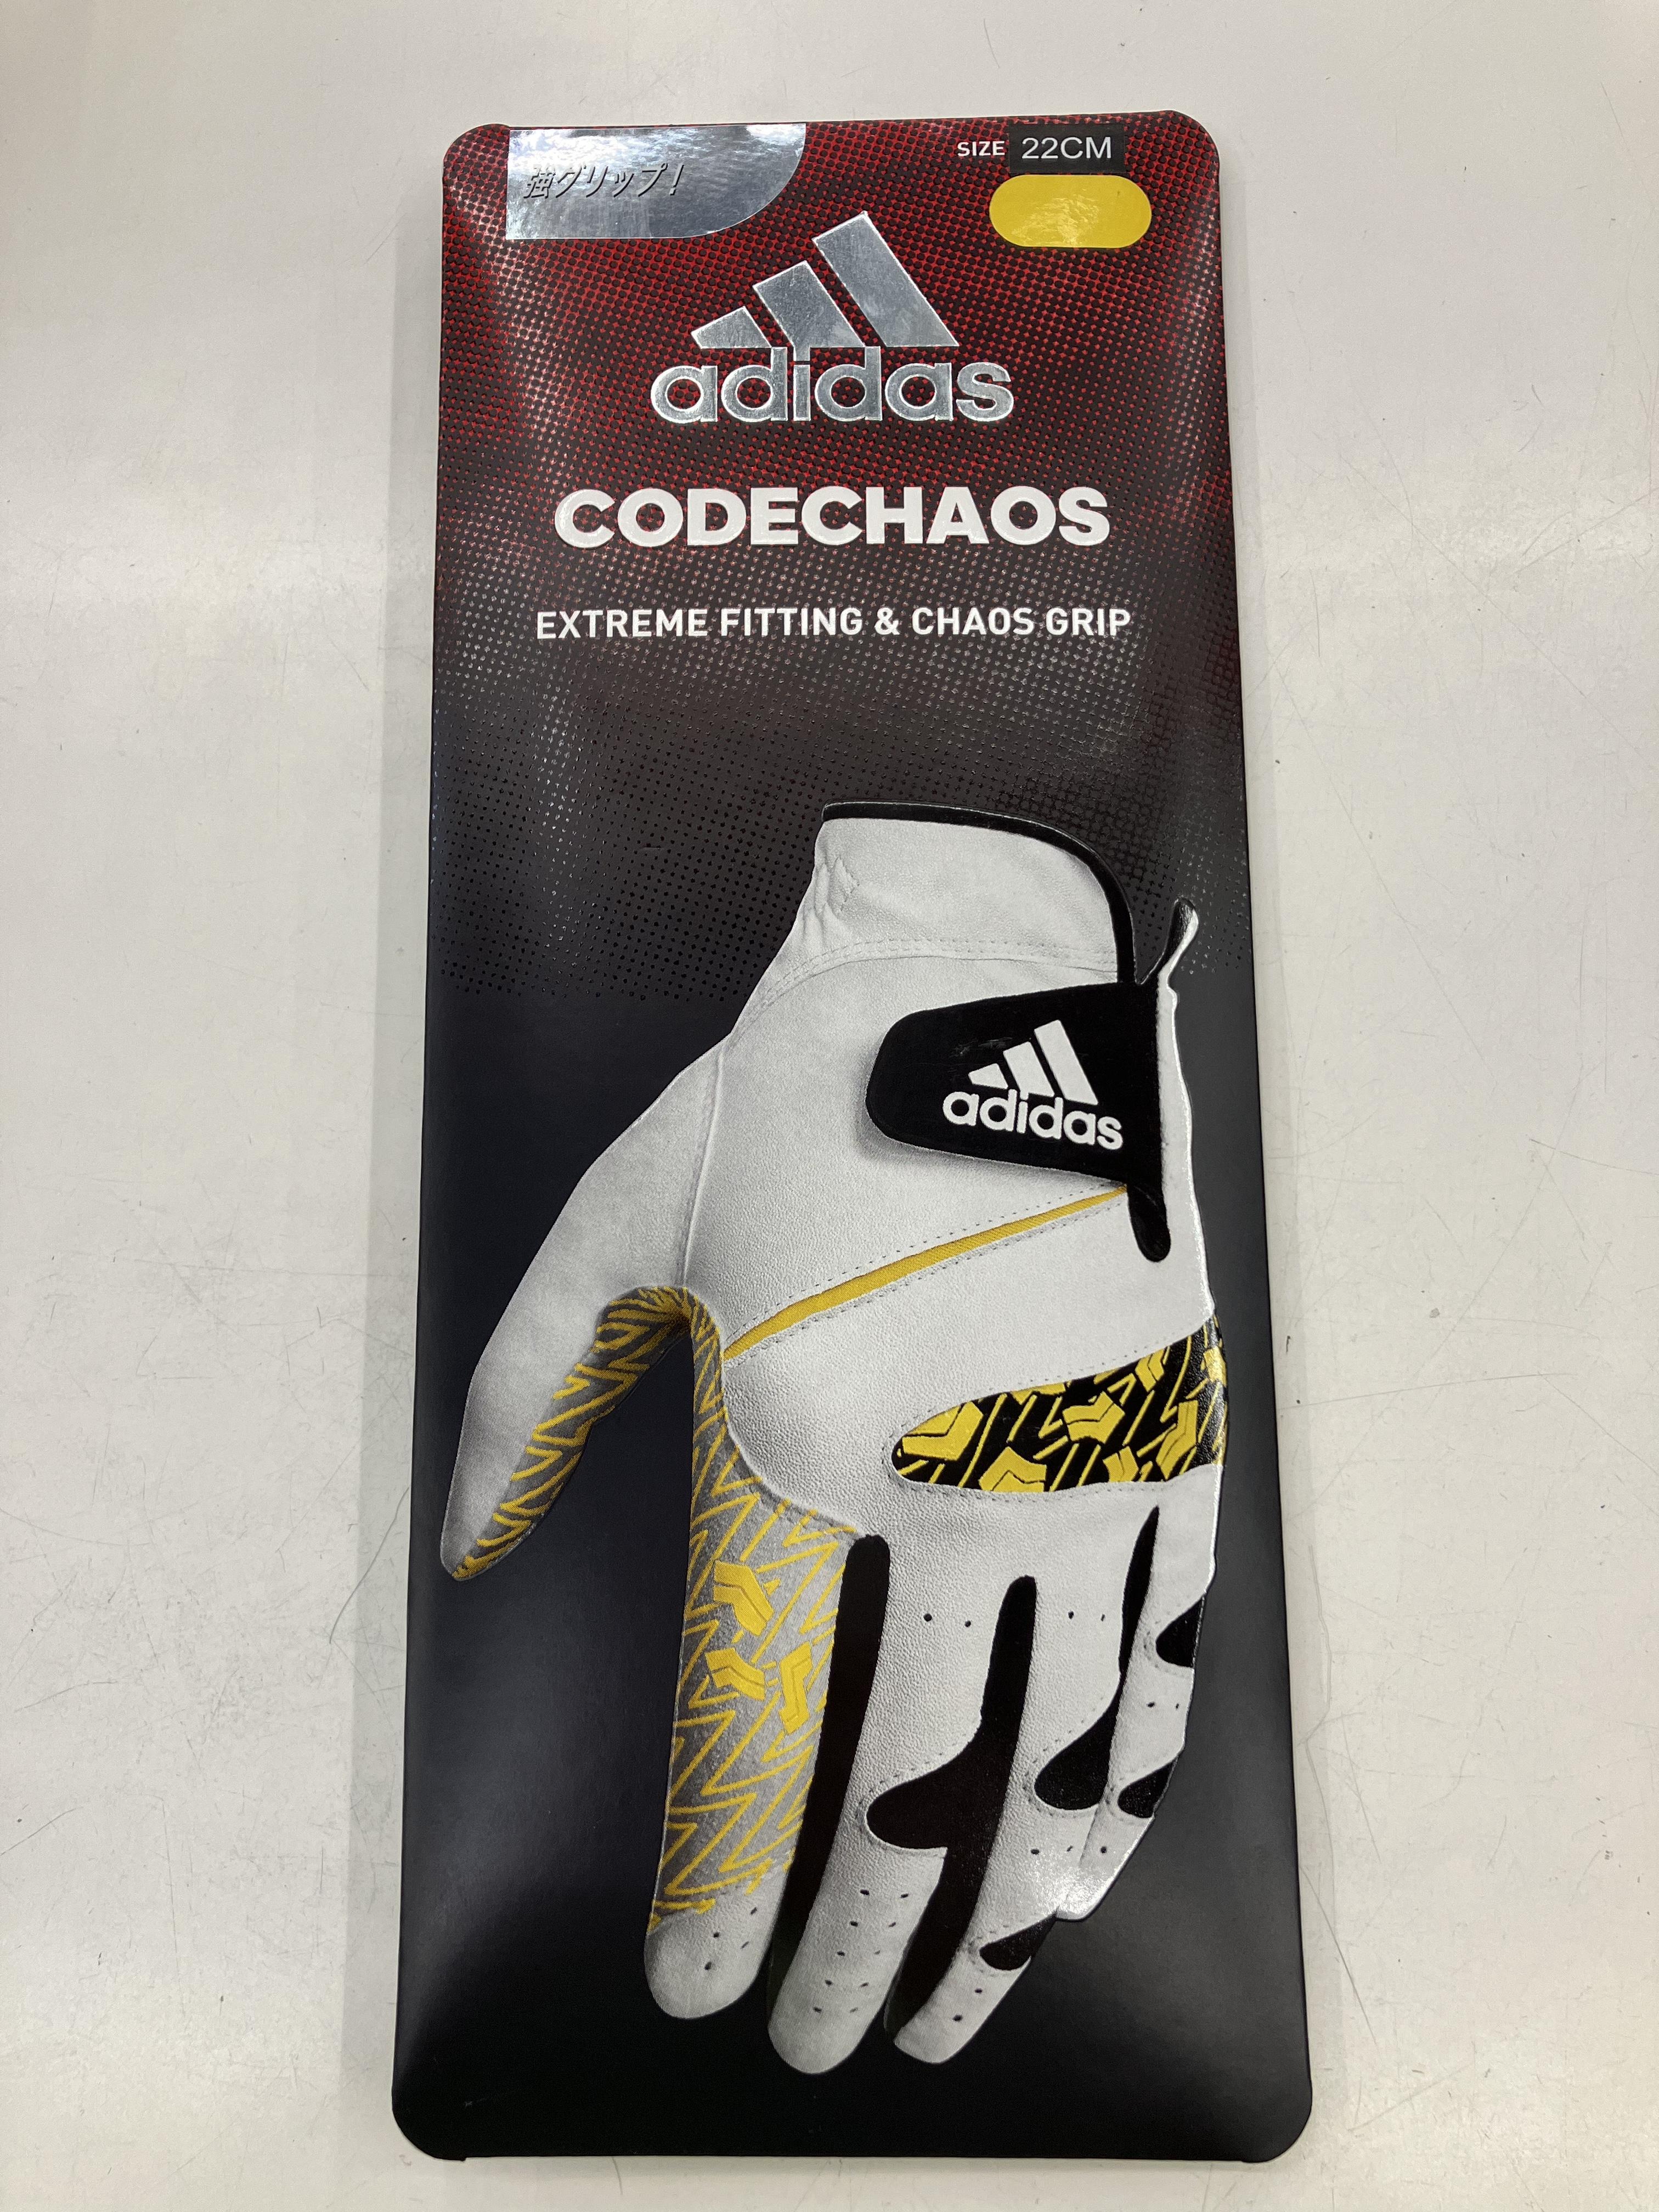 強グリップ!
SIZE 22CM
adidas
CODECHAOS
EXTREME FITTING & CHAOS GRIP
adidas